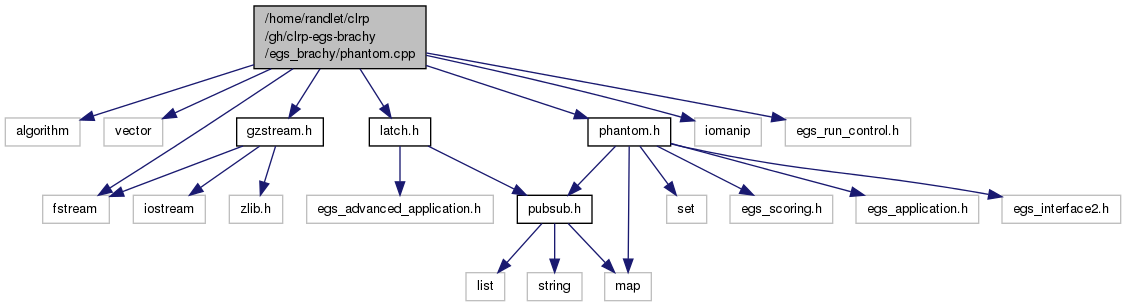 /home/randlet/clrp
/gh/clrp-egs-brachy
/egs_brachy/phantom.cpp
algorithm
vector
gzstream.h
latch.h
phantom.h
iomanip
egs_run_control.h
fstream
iostream
zlib.h
egs_advanced_application.h
pubsub.h
set
egs_scoring.h
egs_application.h
egs_interface2.h
list
string
map